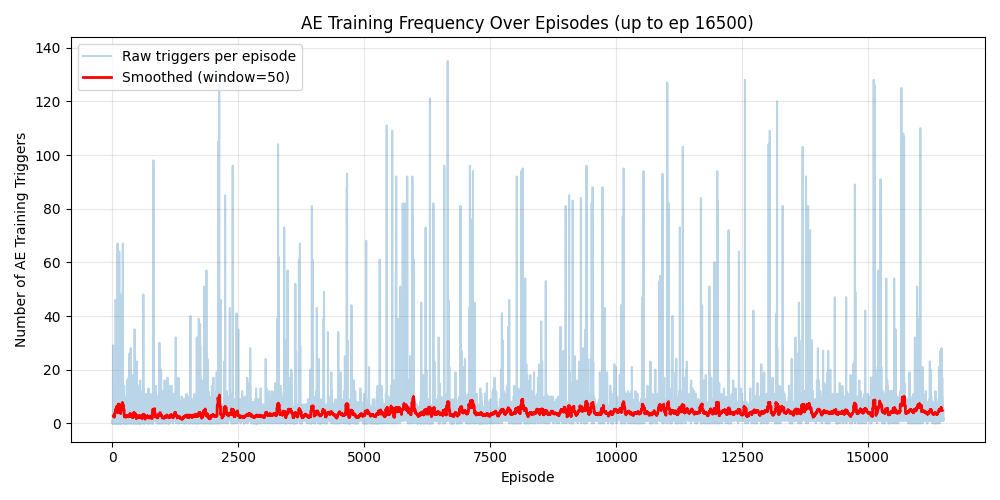 AE Training Frequency Over Episodes (up to ep 16500)
Raw triggers per episode
Smoothed (window=50)
Number of AE Training Triggers
140
120
100
80
60
40
20
0
0 2500 5000 7500 10000 12500 15000
Episode